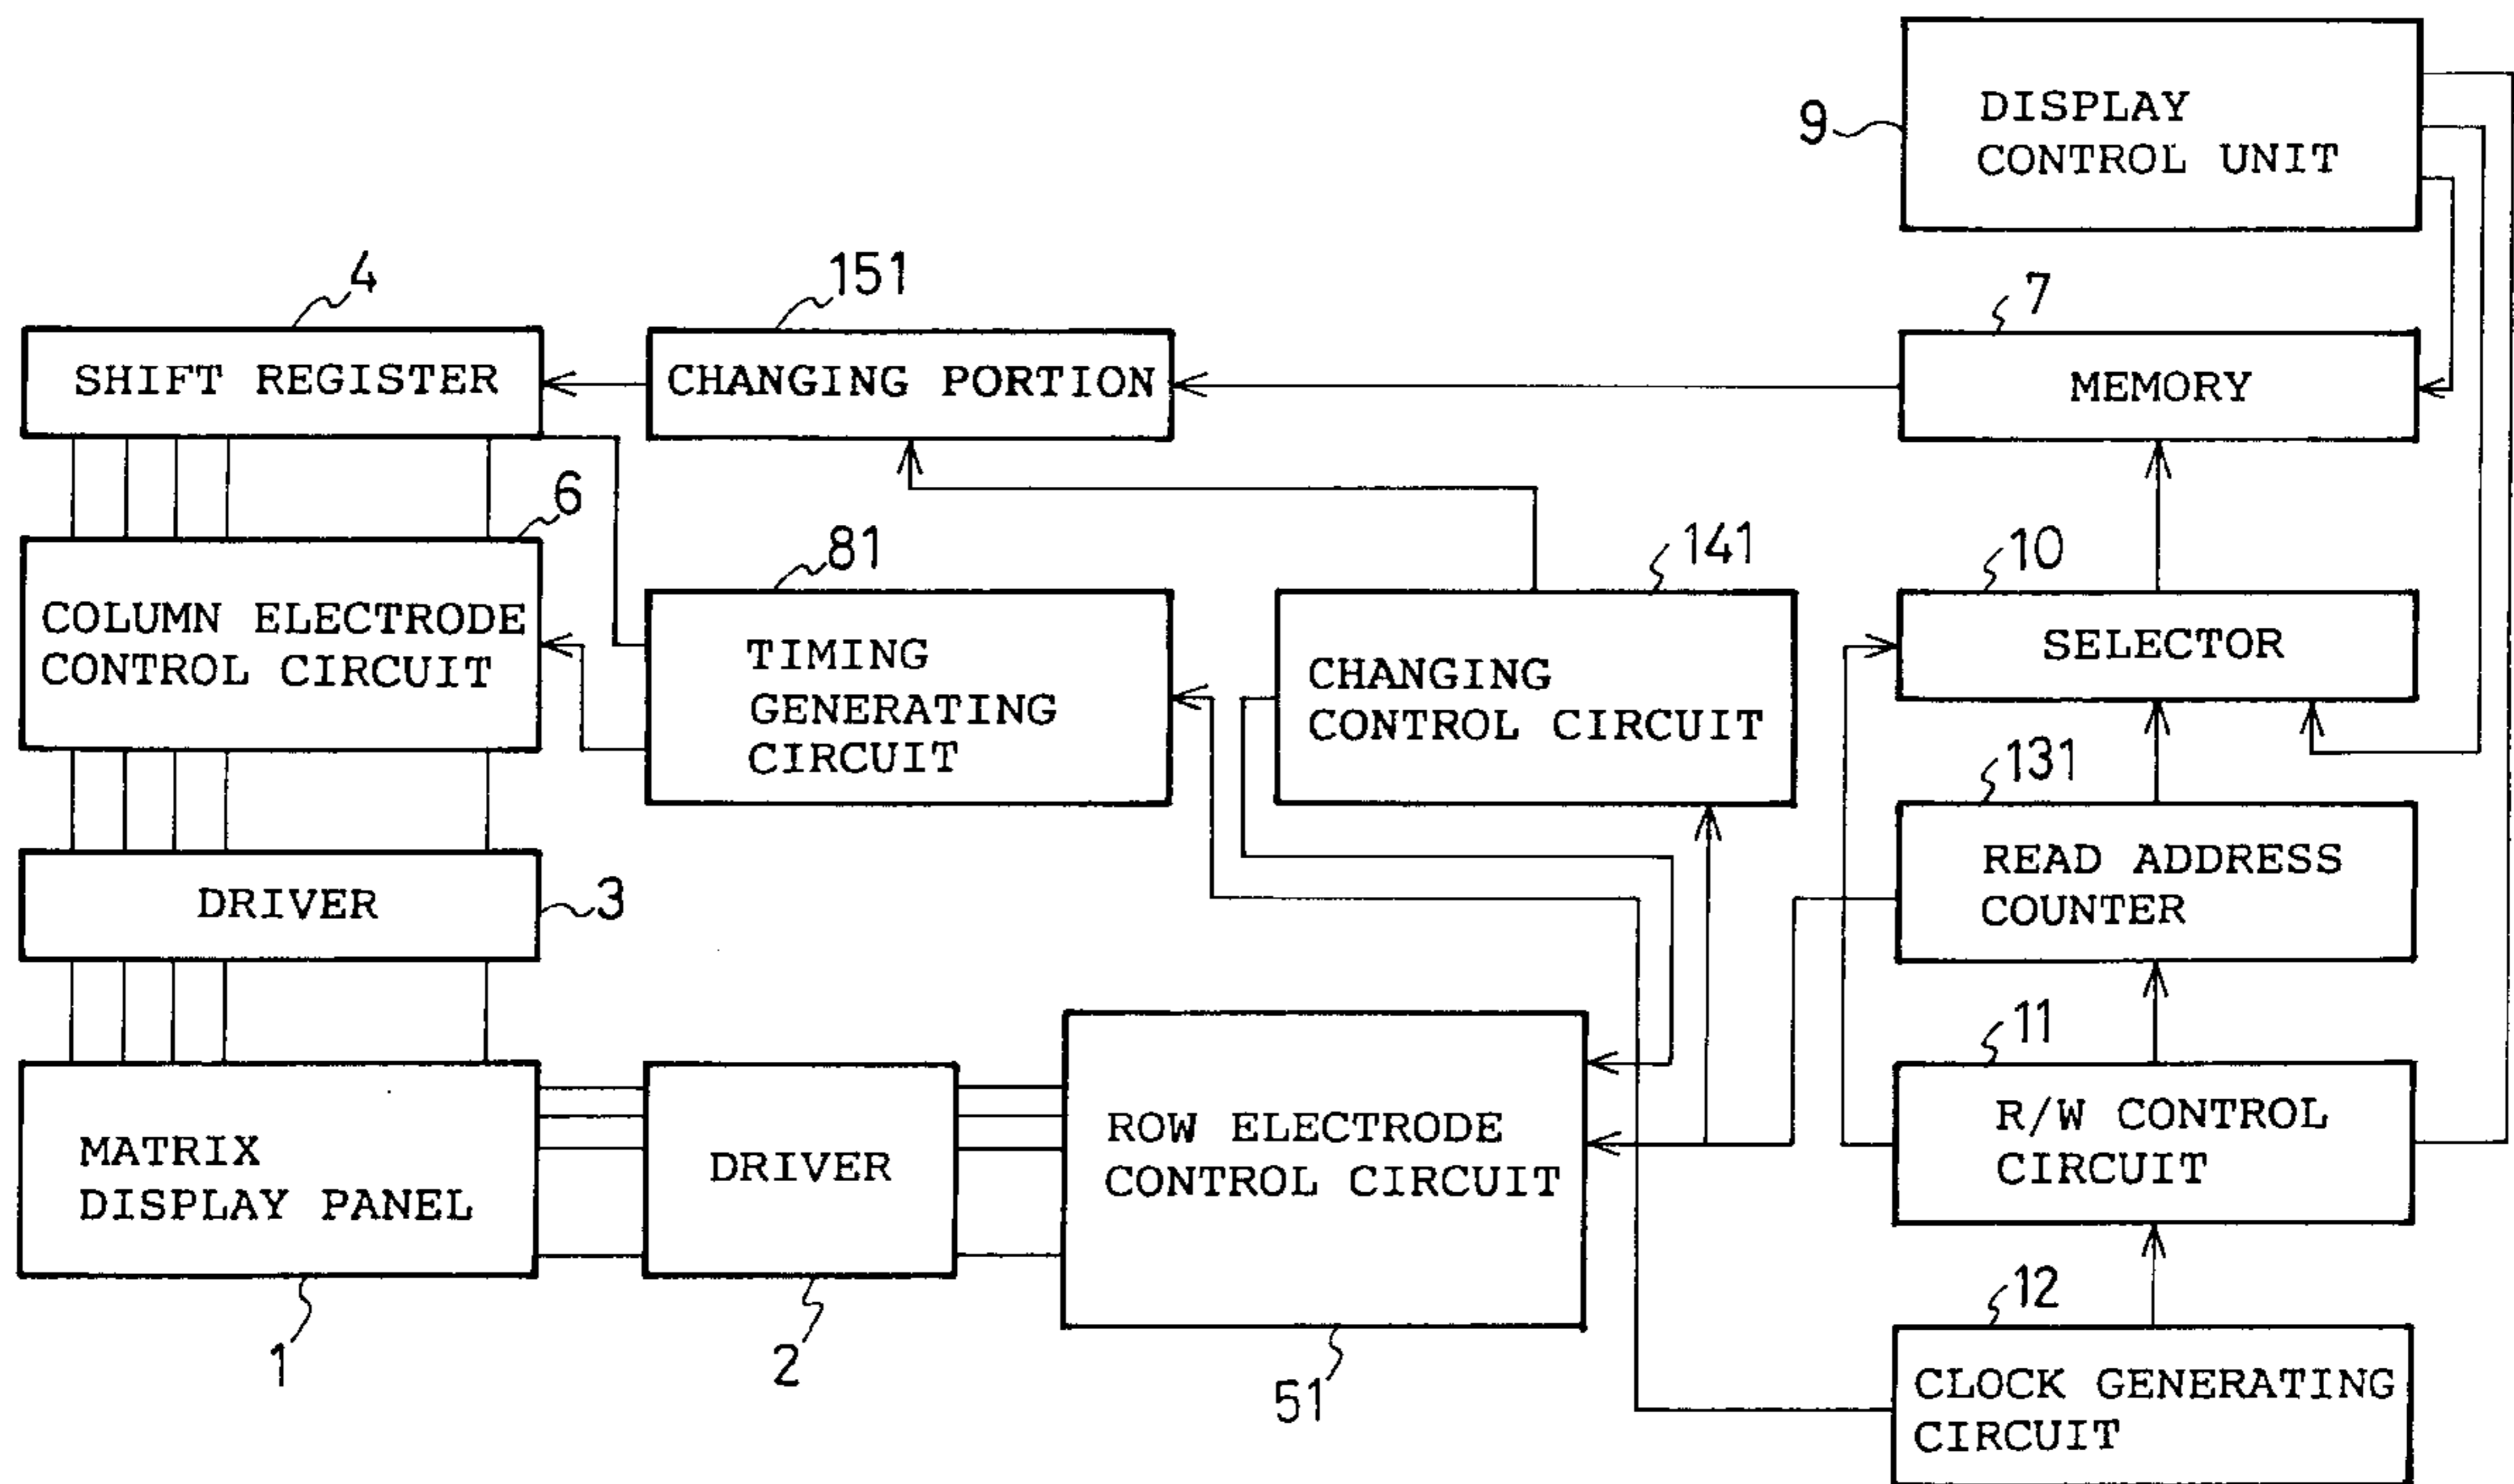 9
DISPLAY
CONTROL UNIT
4
151
7
SHIFT REGISTER
CHANGING PORTION
MEMORY
6
81
141
10
COLUMN ELECTRODE
CONTROL CIRCUIT
TIMING
GENERATING
CIRCUIT
CHANGING
CONTROL CIRCUIT
SELECTOR
131
DRIVER
3
READ ADDRESS
COUNTER
11
MATRIX
DISPLAY PANEL
DRIVER
ROW ELECTRODE
CONTROL CIRCUIT
R/W CONTROL
CIRCUIT
1
2
51
12
CLOCK GENERATING
CIRCUIT